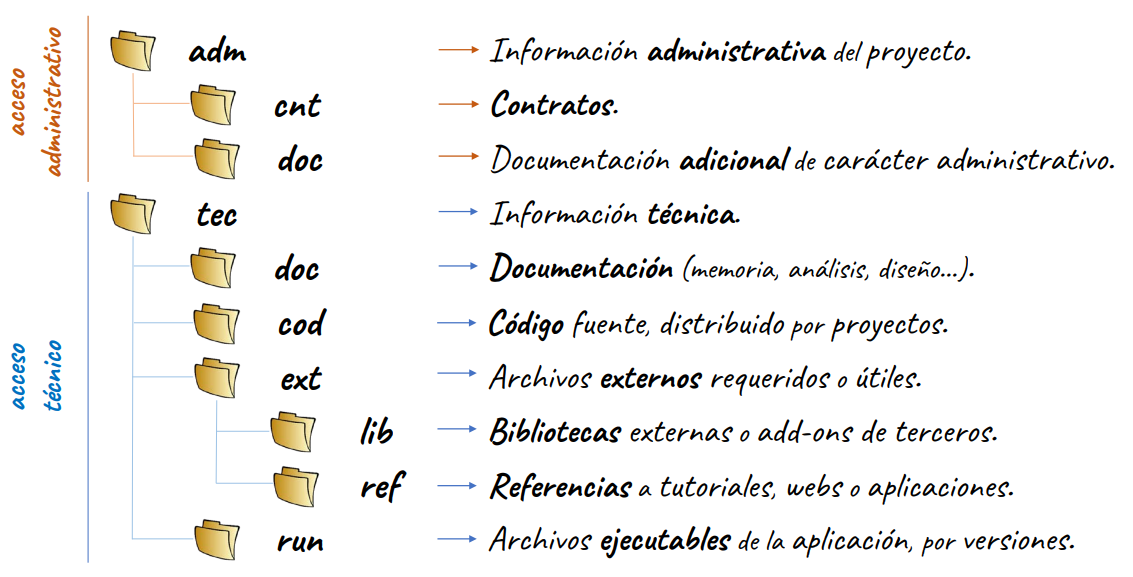 acceso administrativo
adm → Información administrativa del proyecto.
cnt → Contratos.
doc → Documentación adicional de carácter administrativo.
acceso técnico
tec → Información técnica.
doc → Documentación (memoria, análisis, diseño...).
cod → Código fuente, distribuido por proyectos.
ext → Archivos externos requeridos o útiles.
lib → Bibliotecas externas o add-ons de terceros.
ref → Referencias a tutoriales, webs o aplicaciones.
run → Archivos ejecutables de la aplicación, por versiones.